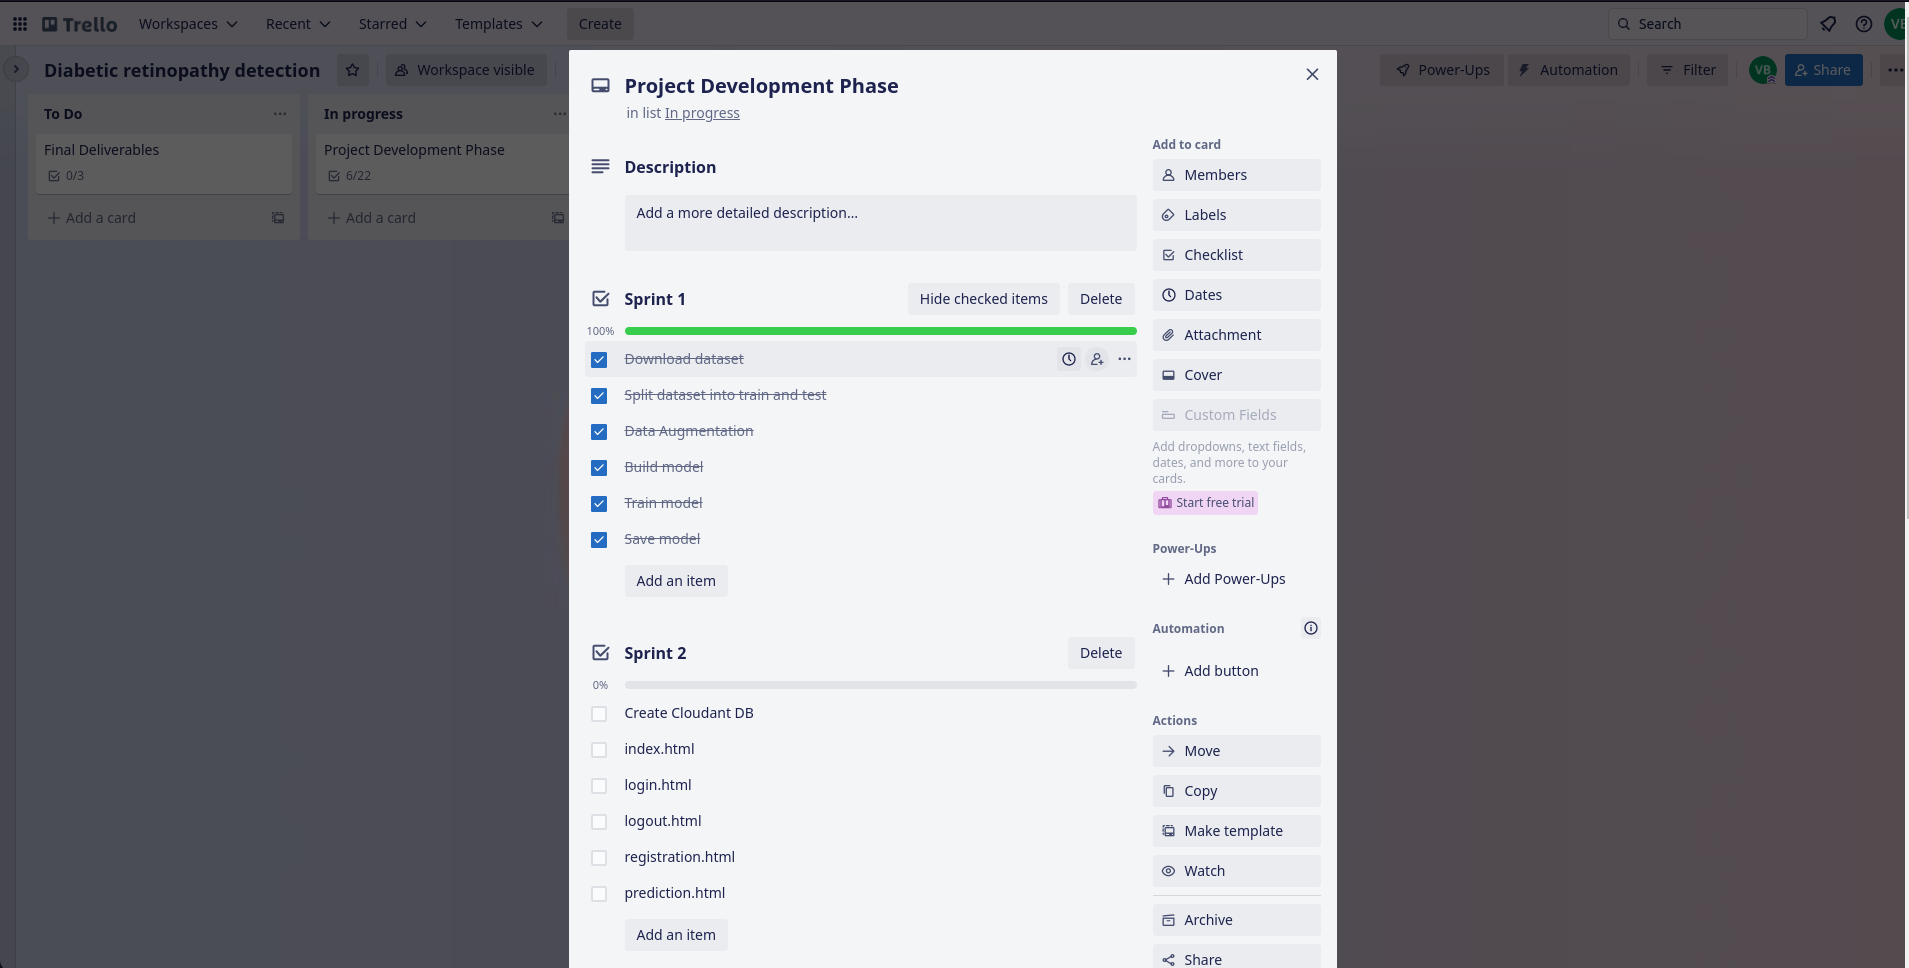 Trello
Workspaces
Recent
Starred
Templates
Create
Search
VB
Diabetic retinopathy detection
Workspace visible
Power-Ups
Automation
Filter
VB
Share
To Do
Final Deliverables
0/3
Add a card
In progress
Project Development Phase
6/22
Add a card
Project Development Phase
in list In progress
Description
Add a more detailed description...
Sprint 1
Hide checked items
Delete
100%
Download dataset
Split dataset into train and test
Data Augmentation
Build model
Train model
Save model
Add an item
Sprint 2
Delete
0%
Create Cloudant DB
index.html
login.html
logout.html
registration.html
prediction.html
Add an item
Add to card
Members
Labels
Checklist
Dates
Attachment
Cover
Custom Fields
Add dropdowns, text fields,
dates, and more to your
cards.
Start free trial
Power-Ups
Add Power-Ups
Automation
Add button
Actions
Move
Copy
Make template
Watch
Archive
Share